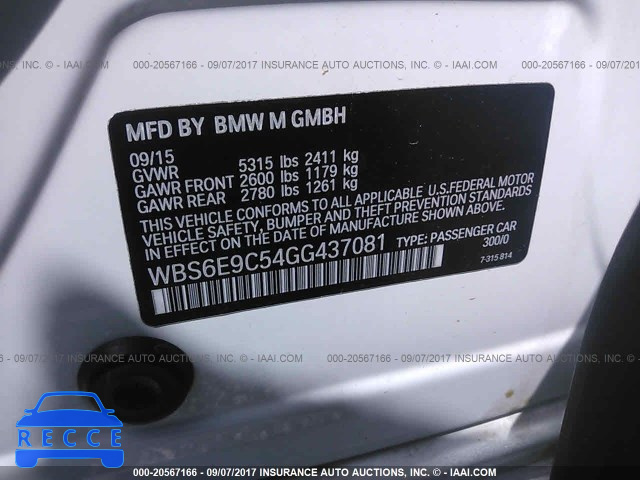 000-20567166 - 09/07/2017 INSURANCE AUTO AUCTIONS, INC. © - IAAI.COM
MFD BY BMW M GMBH
09/15
GVWR 5315 lbs 2411 kg
GAWR FRONT 2600 lbs 1179 kg
GAWR REAR 2780 lbs 1261 kg
THIS VEHICLE CONFORMS TO ALL APPLICABLE U.S.FEDERAL MOTOR
VEHICLE SAFETY, BUMPER AND THEFT PREVENTION STANDARDS
IN EFFECT ON THE DATE OF MANUFACTURE SHOWN ABOVE.
WBS6E9C54GG437081 TYPE: PASSENGER CAR
300/0
7-315 814
000-20567166 - 09/07/2017 INSURANCE AUTO AUCTIONS, INC. © - IAAI.COM
RECCE
000-20567166 - 09/07/2017 INSURANCE AUTO AUCTIONS, INC. © - IAAI.COM